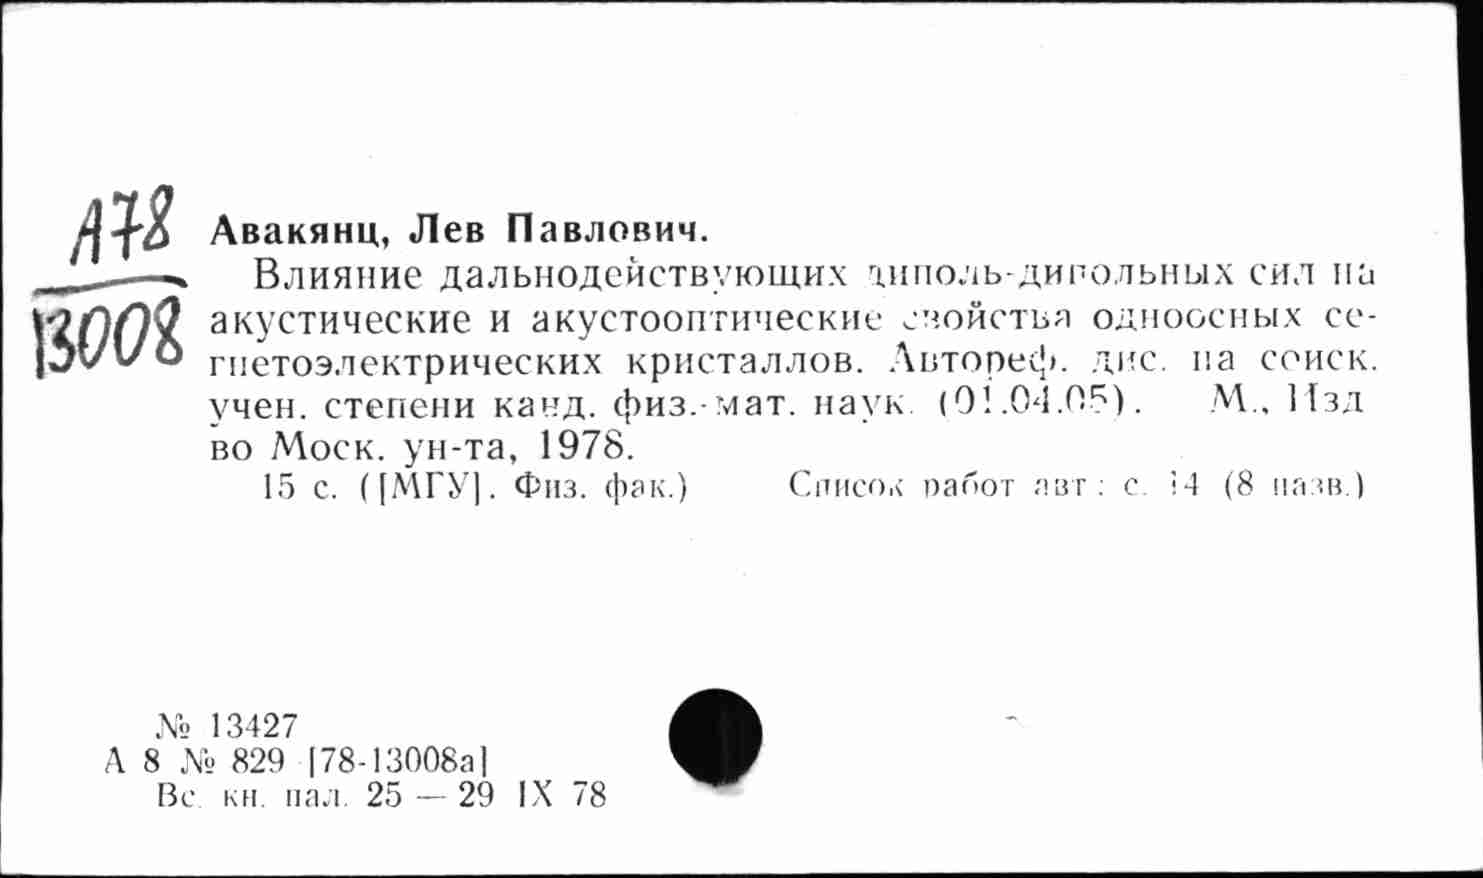 А78
13008
Авакянц, Лев Павлович.
Влияние дальнодействующих диполь-дипольных сил на
акустические и акустооптические свойства одноосных се-
гнетоэлектрических кристаллов. Автореф. дис. на соиск.
учен. степени канд. физ.-мат. наук. (01.04.05). М., Изд
во Моск. ун-та, 1978.
15 с. ([МГУ]. Физ. фак.) Список работ авт.: с. 14 (8 назв.)
№ 13427
А 8 № 829 [78-13008а]
Вс. кн. пал. 25 — 29 IX 78